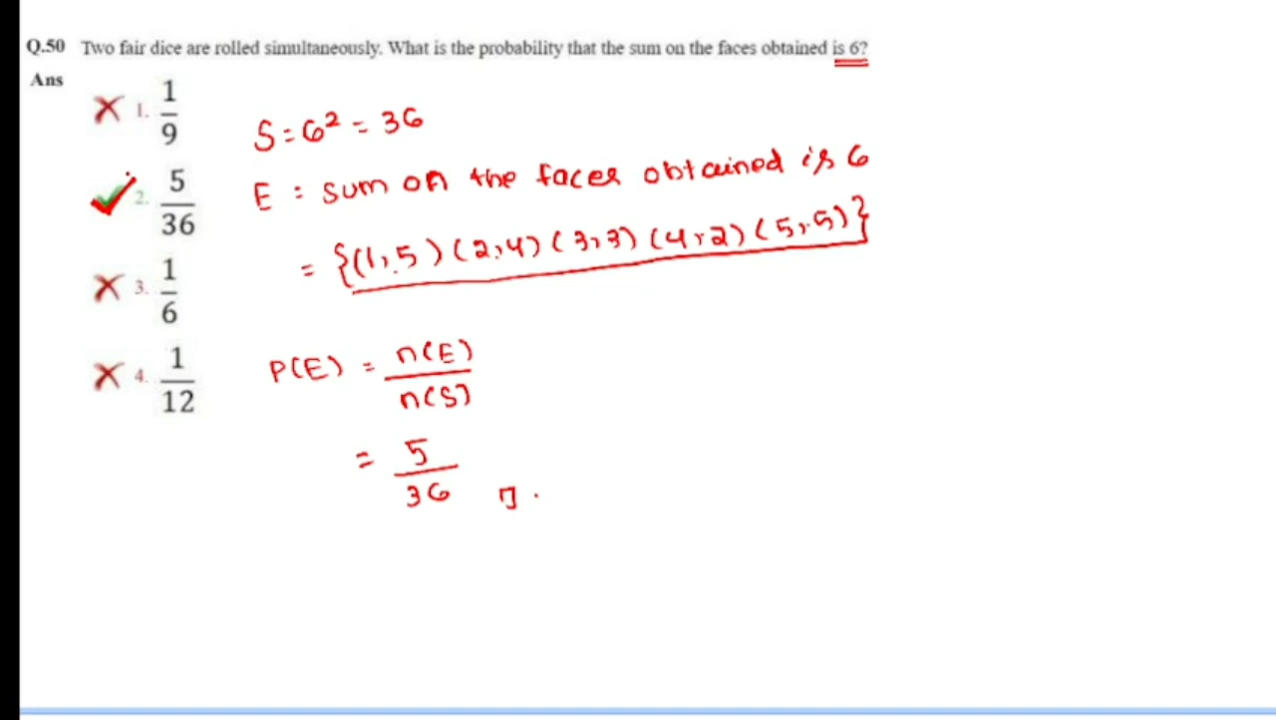 Q.50 Two fair dice are rolled simultaneously. What is the probability that the sum on the faces obtained is 6?
Ans
1. 1/9
S = 6² = 36
2. 5/36
E : sum on the faces obtained is 6
= {(1,5) (2,4) (3,3) (4,2) (5,5)}
3. 1/6
4. 1/12
P(E) = n(E)/n(S)
= 5/36